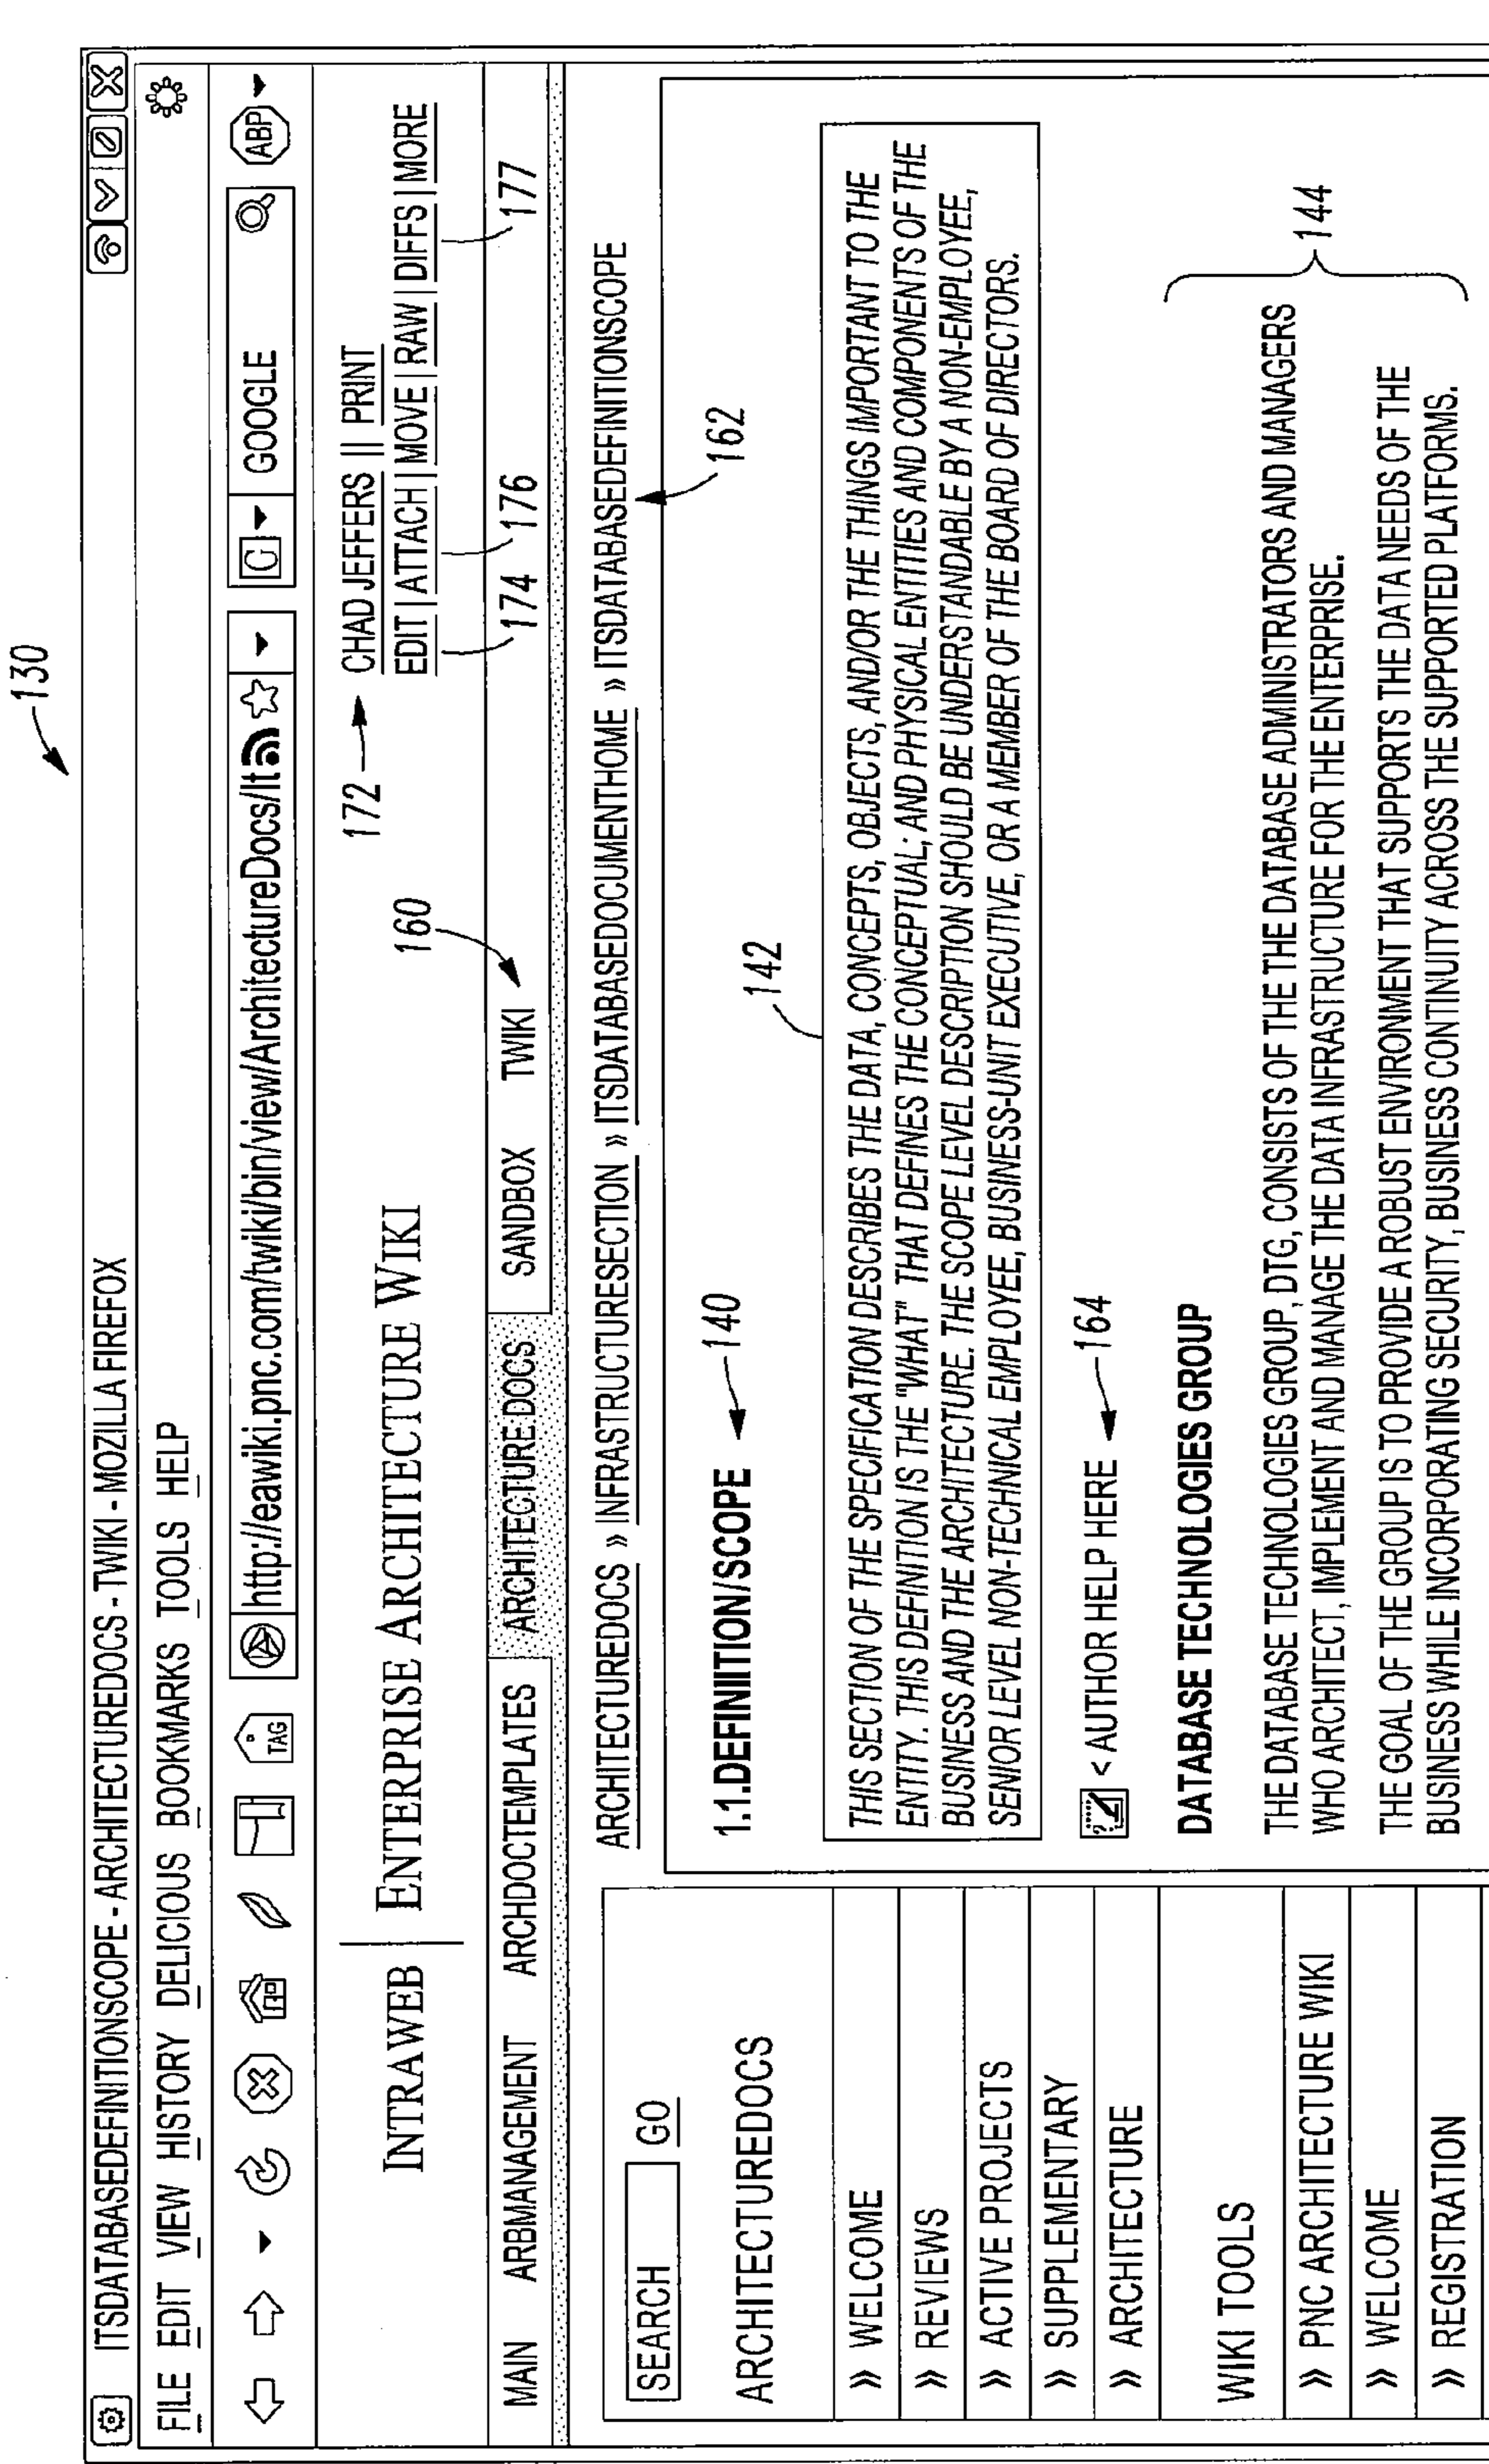 130
ITSDATABASEDEFINITIONSCOPE - ARCHITECTUREDOCS - TWIKI - MOZILLA FIREFOX
FILE EDIT VIEW HISTORY DELICIOUS BOOKMARKS TOOLS HELP
TAG http://eawiki.pnc.com/twiki/bin/view/ArchitectureDocs/It G GOOGLE ABP
INTRAWEB | ENTERPRISE ARCHITECTURE WIKI
172 CHAD JEFFERS || PRINT
EDIT | ATTACH | MOVE | RAW | DIFFS | MORE
160 174 176 177
MAIN ARBMANAGEMENT ARCHDOCTEMPLATES ARCHITECTURE DOCS SANDBOX TWIKI
SEARCH GO
ARCHITECTUREDOCS
» WELCOME
» REVIEWS
» ACTIVE PROJECTS
» SUPPLEMENTARY
» ARCHITECTURE
WIKI TOOLS
» PNC ARCHITECTURE WIKI
» WELCOME
» REGISTRATION
ARCHITECTUREDOCS » INFRASTRUCTURESECTION » ITSDATABASEDOCUMENTHOME » ITSDATABASEDEFINITIONSCOPE
162
1.1.DEFINIITION/SCOPE 140
142
THIS SECTION OF THE SPECIFICATION DESCRIBES THE DATA, CONCEPTS, OBJECTS, AND/OR THE THINGS IMPORTANT TO THE
ENTITY. THIS DEFINITION IS THE "WHAT" THAT DEFINES THE CONCEPTUAL; AND PHYSICAL ENTITIES AND COMPONENTS OF THE
BUSINESS AND THE ARCHITECTURE. THE SCOPE LEVEL DESCRIPTION SHOULD BE UNDERSTANDABLE BY A NON-EMPLOYEE,
SENIOR LEVEL NON-TECHNICAL EMPLOYEE, BUSINESS-UNIT EXECUTIVE, OR A MEMBER OF THE BOARD OF DIRECTORS.
< AUTHOR HELP HERE 164
DATABASE TECHNOLOGIES GROUP
THE DATABASE TECHNOLOGIES GROUP, DTG, CONSISTS OF THE THE DATABASE ADMINISTRATORS AND MANAGERS
WHO ARCHITECT, IMPLEMENT AND MANAGE THE DATA INFRASTRUCTURE FOR THE ENTERPRISE.
144
THE GOAL OF THE GROUP IS TO PROVIDE A ROBUST ENVIRONMENT THAT SUPPORTS THE DATA NEEDS OF THE
BUSINESS WHILE INCORPORATING SECURITY, BUSINESS CONTINUITY ACROSS THE SUPPORTED PLATFORMS.